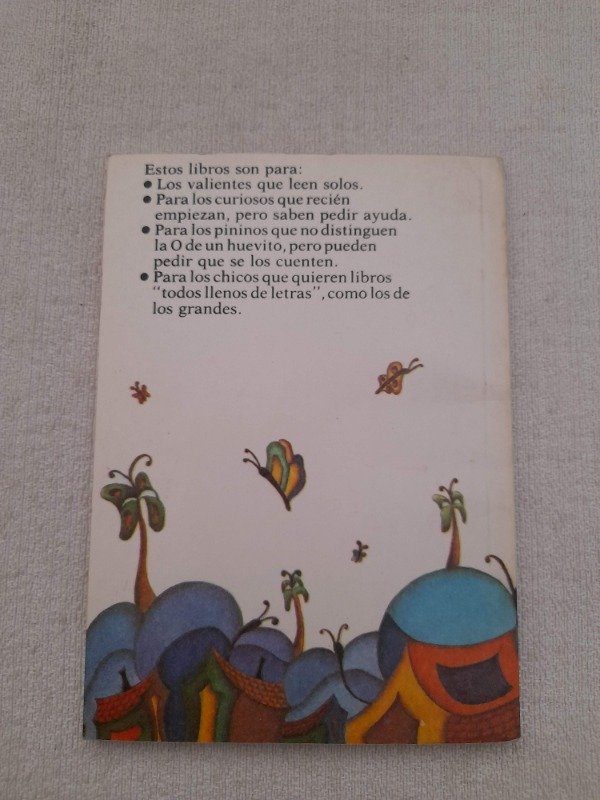 Estos libros son para:
● Los valientes que leen solos.
● Para los curiosos que recién
empiezan, pero saben pedir ayuda.
● Para los pininos que no distinguen
la O de un huevito, pero pueden
pedir que se los cuenten.
● Para los chicos que quieren libros
"todos llenos de letras", como los de
los grandes.